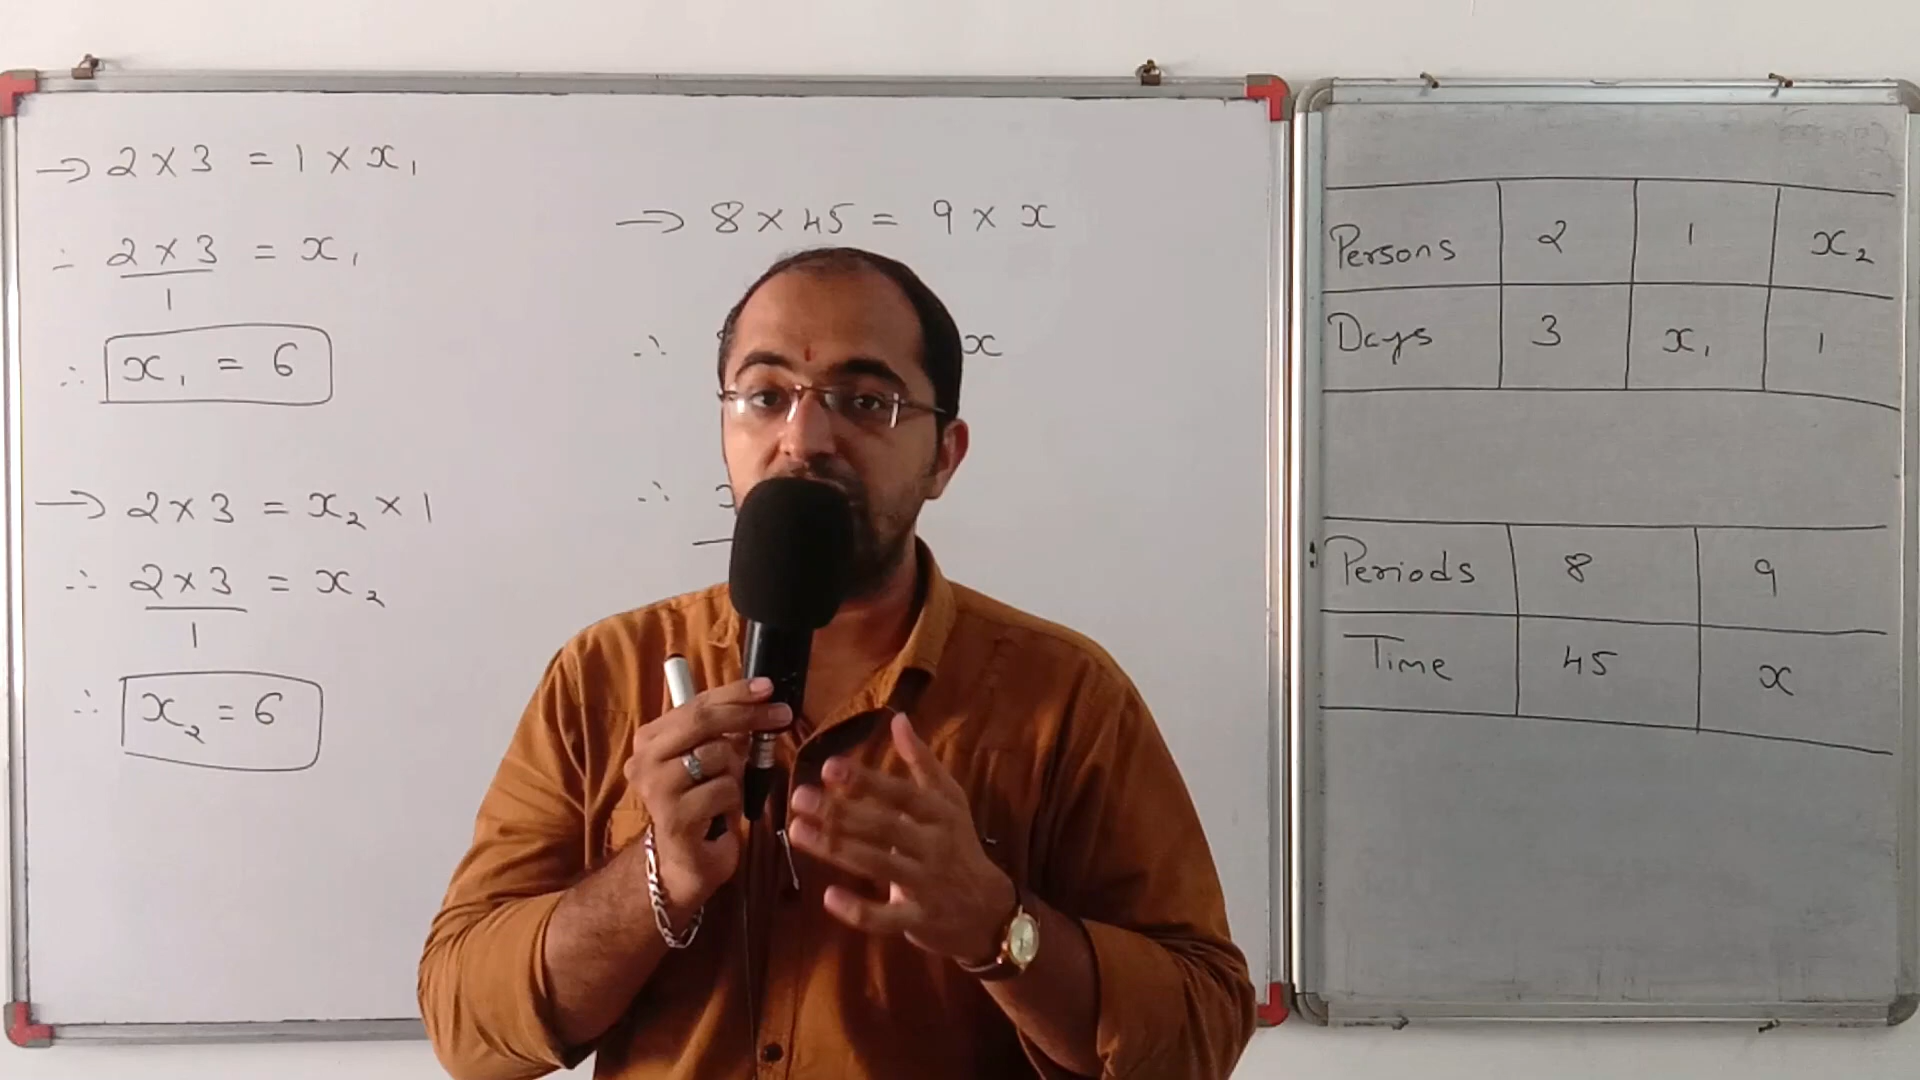 → 2 × 3 = 1 × x₁
∴ 2 × 3 = x₁
1
∴ x₁ = 6
→ 2 × 3 = x₂ × 1
∴ 2 × 3 = x₂
1
∴ x₂ = 6
→ 8 × 45 = 9 × x
∴ x
∴
Persons 2 1 x₂
Days 3 x₁ 1
Periods 8 9
Time 45 x